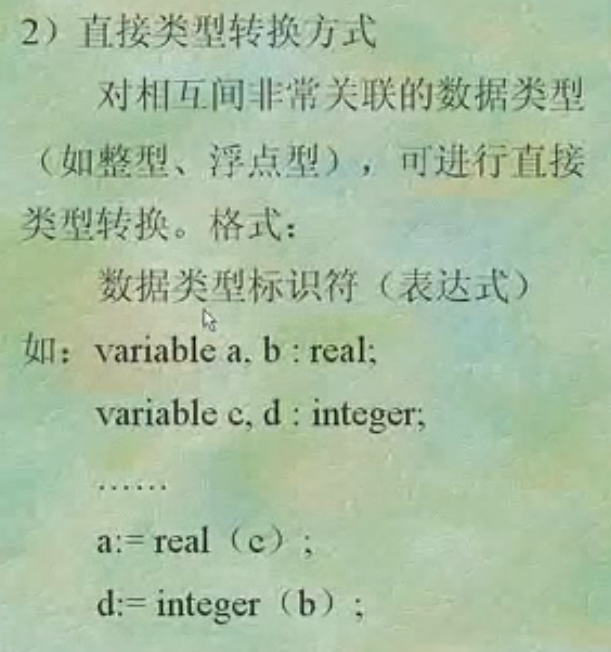 2）直接类型转换方式
对相互间非常关联的数据类型
（如整型、浮点型），可进行直接
类型转换。格式：
数据类型标识符（表达式）
如：variable a, b : real;
variable c, d : integer;
……
a:= real（c）;
d:= integer（b）;